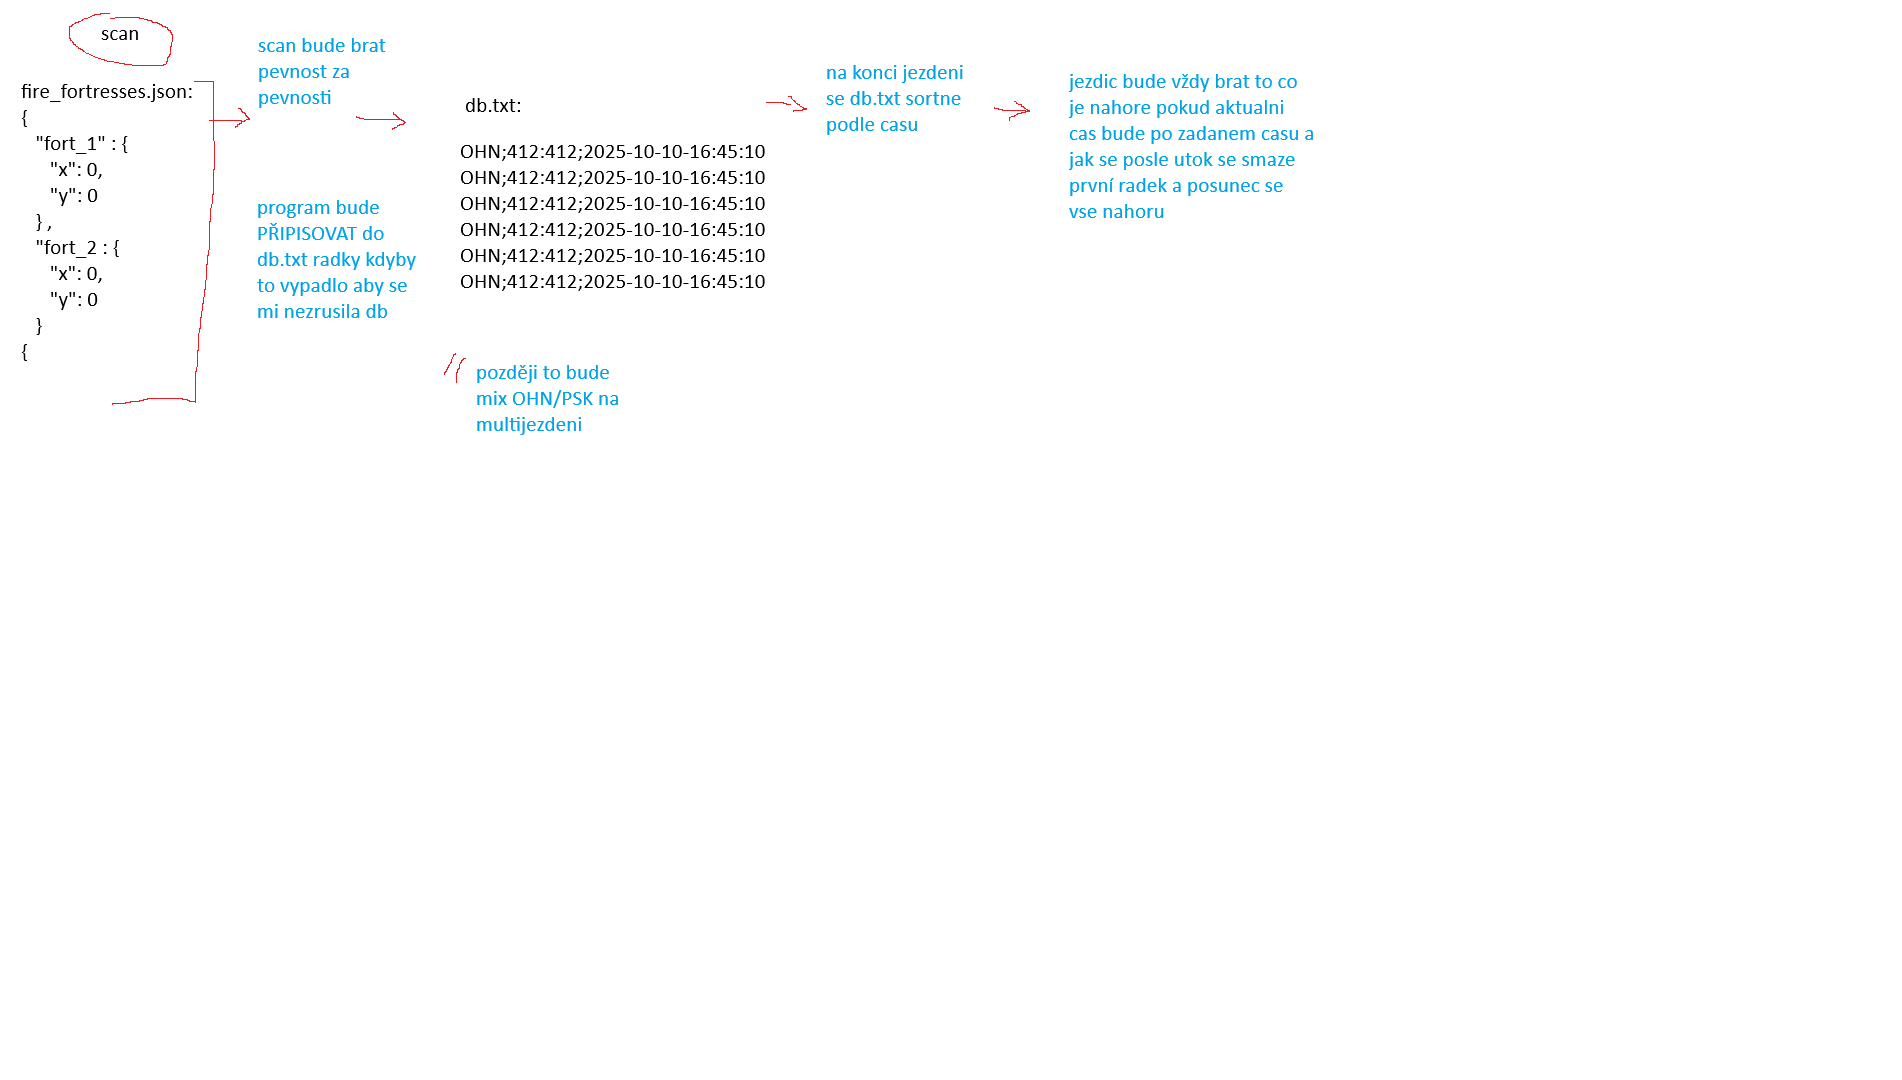 scan
fire_fortresses.json:
{
"fort_1" : {
"x": 0,
"y": 0
} ,
"fort_2 : {
"x": 0,
"y": 0
}
{
scan bude brat
pevnost za
pevnosti
program bude
PŘIPISOVAT do
db.txt radky kdyby
to vypadlo aby se
mi nezrusila db
db.txt:
OHN;412:412;2025-10-10-16:45:10
OHN;412:412;2025-10-10-16:45:10
OHN;412:412;2025-10-10-16:45:10
OHN;412:412;2025-10-10-16:45:10
OHN;412:412;2025-10-10-16:45:10
OHN;412:412;2025-10-10-16:45:10
později to bude
mix OHN/PSK na
multijezdeni
na konci jezdeni
se db.txt sortne
podle casu
jezdic bude vždy brat to co
je nahore pokud aktualni
cas bude po zadanem casu a
jak se posle utok se smaze
první radek a posunec se
vse nahoru